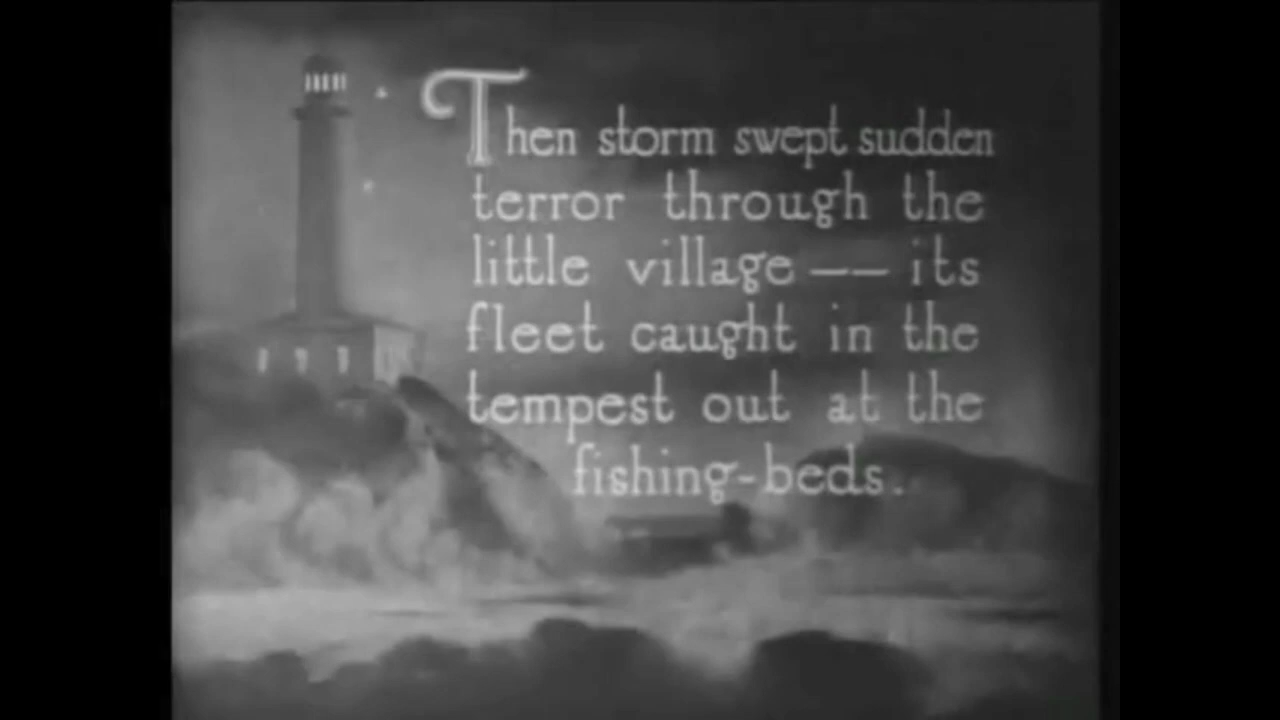 Then storm swept sudden
terror through the
little village –– its
fleet caught in the
tempest out at the
fishing-beds.